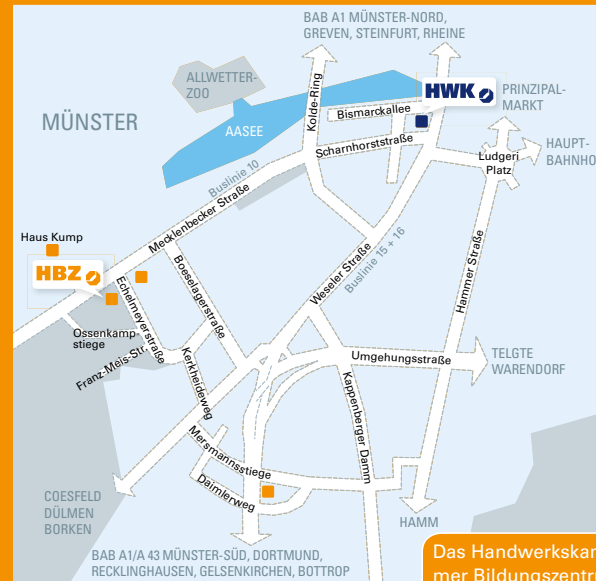 BAB A1 MÜNSTER-NORD,
GREVEN, STEINFURT, RHEINE
ALLWETTER-
ZOO
Kolde-Ring
HWK
PRINZIPAL-
MARKT
Bismarckallee
MÜNSTER
AASEE
Scharnhorststraße
HAUPT-
BAHNHO
Ludgeri
Platz
Buslinie 10
Mecklenbecker Straße
Haus Kump
HBZ
Boeselagerstraße
Weseler Straße
Buslinie 15 + 16
Hammer Straße
Echelmeyerstraße
Ossenkamp-
stiege
Franz-Meis-Str.
Kerkheideweg
Umgehungsstraße
TELGTE
WARENDORF
Kappenberger Damm
Mersmannsstiege
Daimlerweg
COESFELD
DÜLMEN
BORKEN
HAMM
BAB A1/A 43 MÜNSTER-SÜD, DORTMUND,
RECKLINGHAUSEN, GELSENKIRCHEN, BOTTROP
Das Handwerkskam
mer Bildungszentru